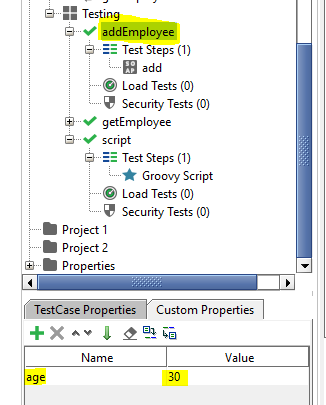 Testing
addEmployee
Test Steps (1)
add
Load Tests (0)
Security Tests (0)
getEmployee
script
Test Steps (1)
Groovy Script
Load Tests (0)
Security Tests (0)
Project 1
Project 2
Properties
TestCase Properties Custom Properties
Name Value
age 30